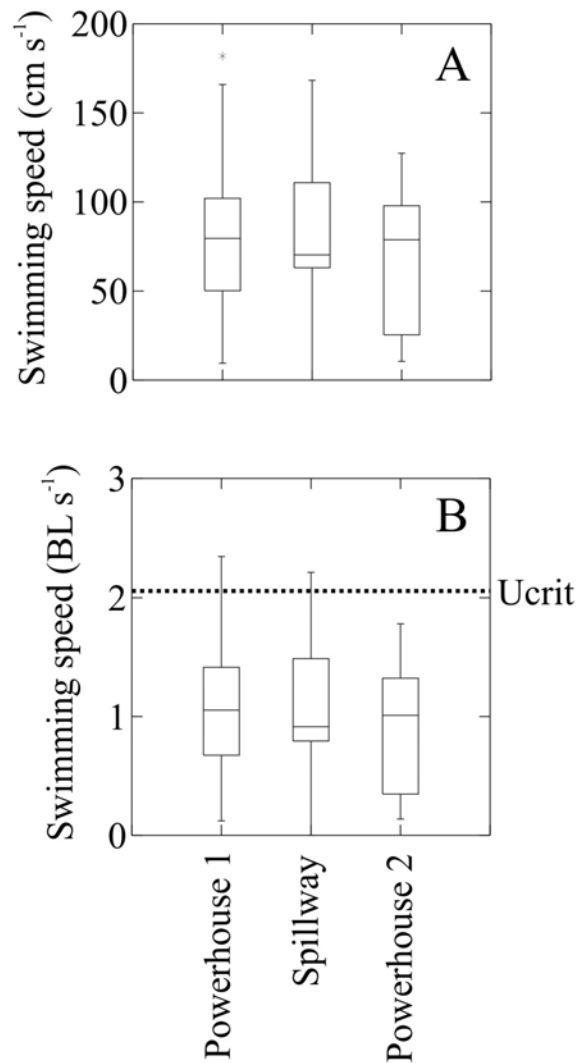 A
Swimming speed (cm s⁻¹)
200
150
100
50
0
B
Swimming speed (BL s⁻¹)
3
2
1
0
Ucrit
Powerhouse 1
Spillway
Powerhouse 2